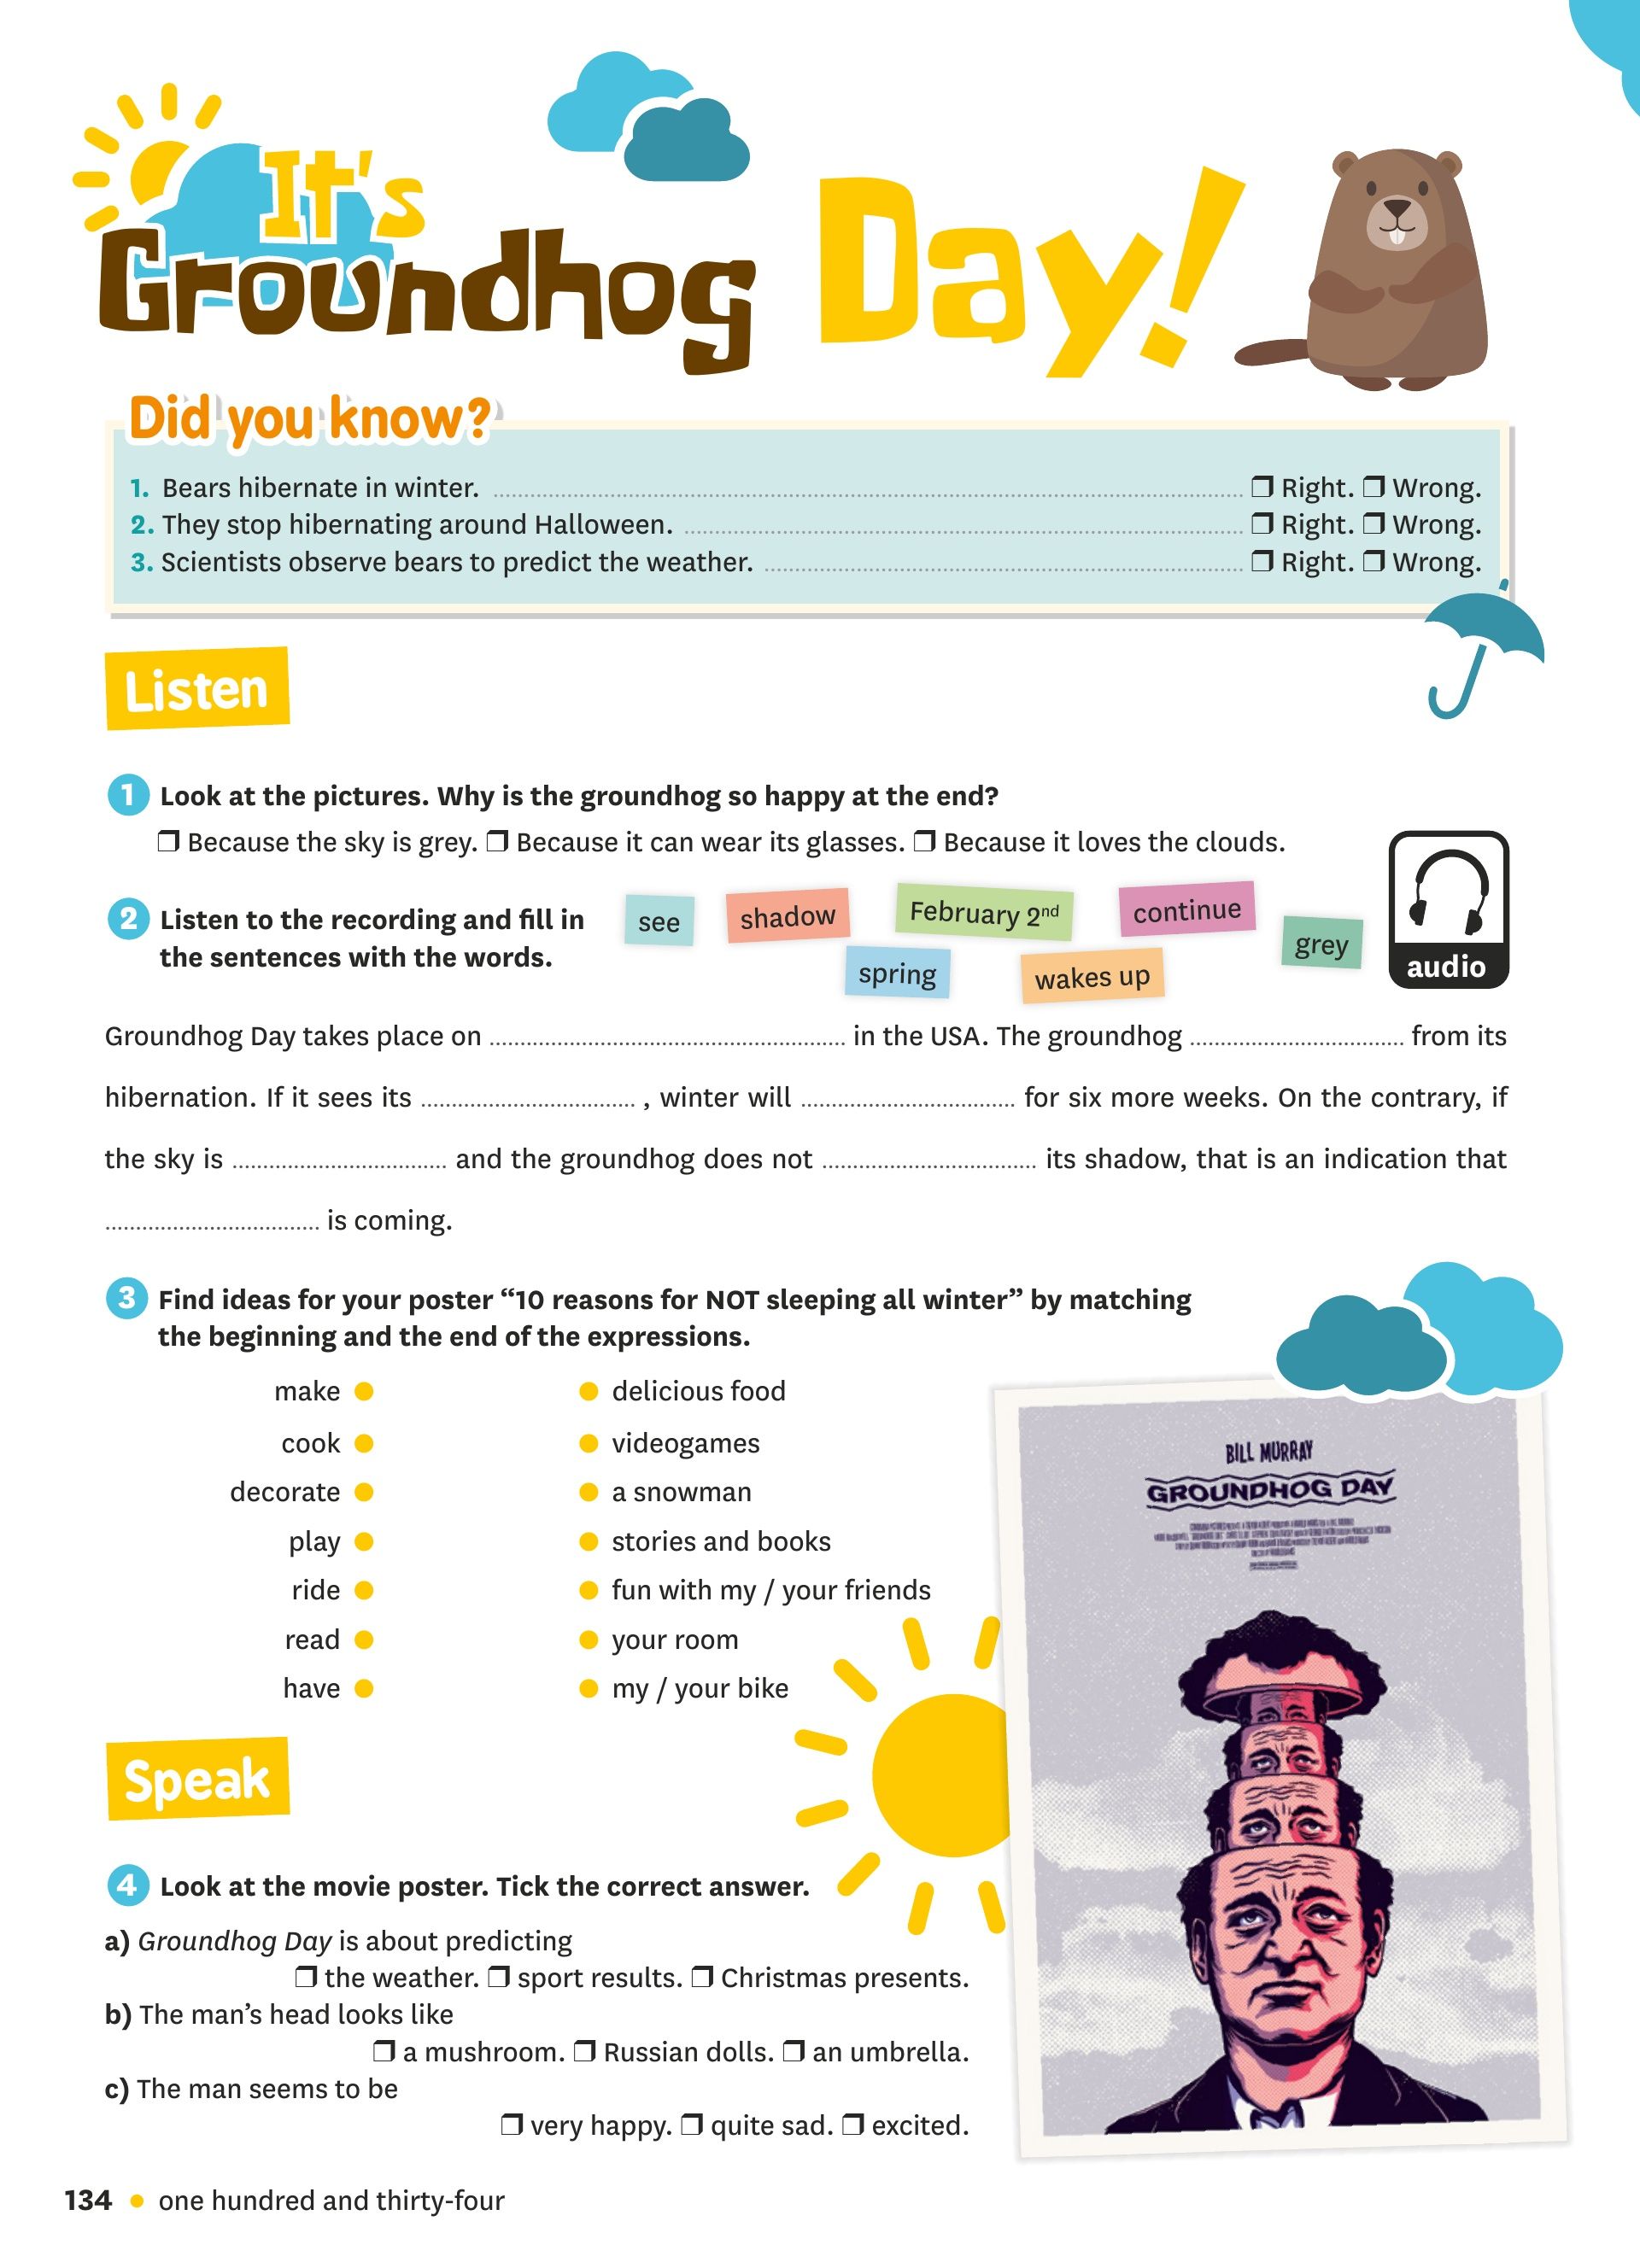 It's
Groundhog Day!
Did you know?
1. Bears hibernate in winter. ❐ Right. ❐ Wrong.
2. They stop hibernating around Halloween. ❐ Right. ❐ Wrong.
3. Scientists observe bears to predict the weather. ❐ Right. ❐ Wrong.
Listen
1 Look at the pictures. Why is the groundhog so happy at the end?
❐ Because the sky is grey. ❐ Because it can wear its glasses. ❐ Because it loves the clouds.
2 Listen to the recording and fill in
the sentences with the words.
see shadow February 2nd continue grey
spring wakes up
audio
Groundhog Day takes place on ........................ in the USA. The groundhog ........................ from its
hibernation. If it sees its ........................ , winter will ........................ for six more weeks. On the contrary, if
the sky is ........................ and the groundhog does not ........................ its shadow, that is an indication that
........................ is coming.
3 Find ideas for your poster “10 reasons for NOT sleeping all winter” by matching
the beginning and the end of the expressions.
make • • delicious food
cook • • videogames
decorate • • a snowman
play • • stories and books
ride • • fun with my / your friends
read • • your room
have • • my / your bike
BILL MURRAY
GROUNDHOG DAY
Speak
4 Look at the movie poster. Tick the correct answer.
a) Groundhog Day is about predicting
❐ the weather. ❐ sport results. ❐ Christmas presents.
b) The man’s head looks like
❐ a mushroom. ❐ Russian dolls. ❐ an umbrella.
c) The man seems to be
❐ very happy. ❐ quite sad. ❐ excited.
134 • one hundred and thirty-four